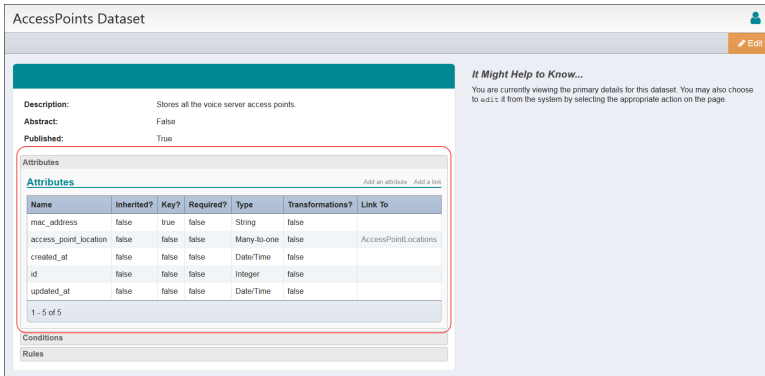 AccessPoints Dataset
Edit
It Might Help to Know...
You are currently viewing the primary details for this dataset. You may also choose
to edit it from the system by selecting the appropriate action on the page.
Description: Stores all the voice server access points.
Abstract: False
Published: True
Attributes
Attributes Add an attribute Add a link
Name Inherited? Key? Required? Type Transformations? Link To
mac_address false true false String false
access_point_location false false false Many-to-one false AccessPointLocations
created_at false false false Date/Time false
id false false false Integer false
updated_at false false false Date/Time false
1 - 5 of 5
Conditions
Rules